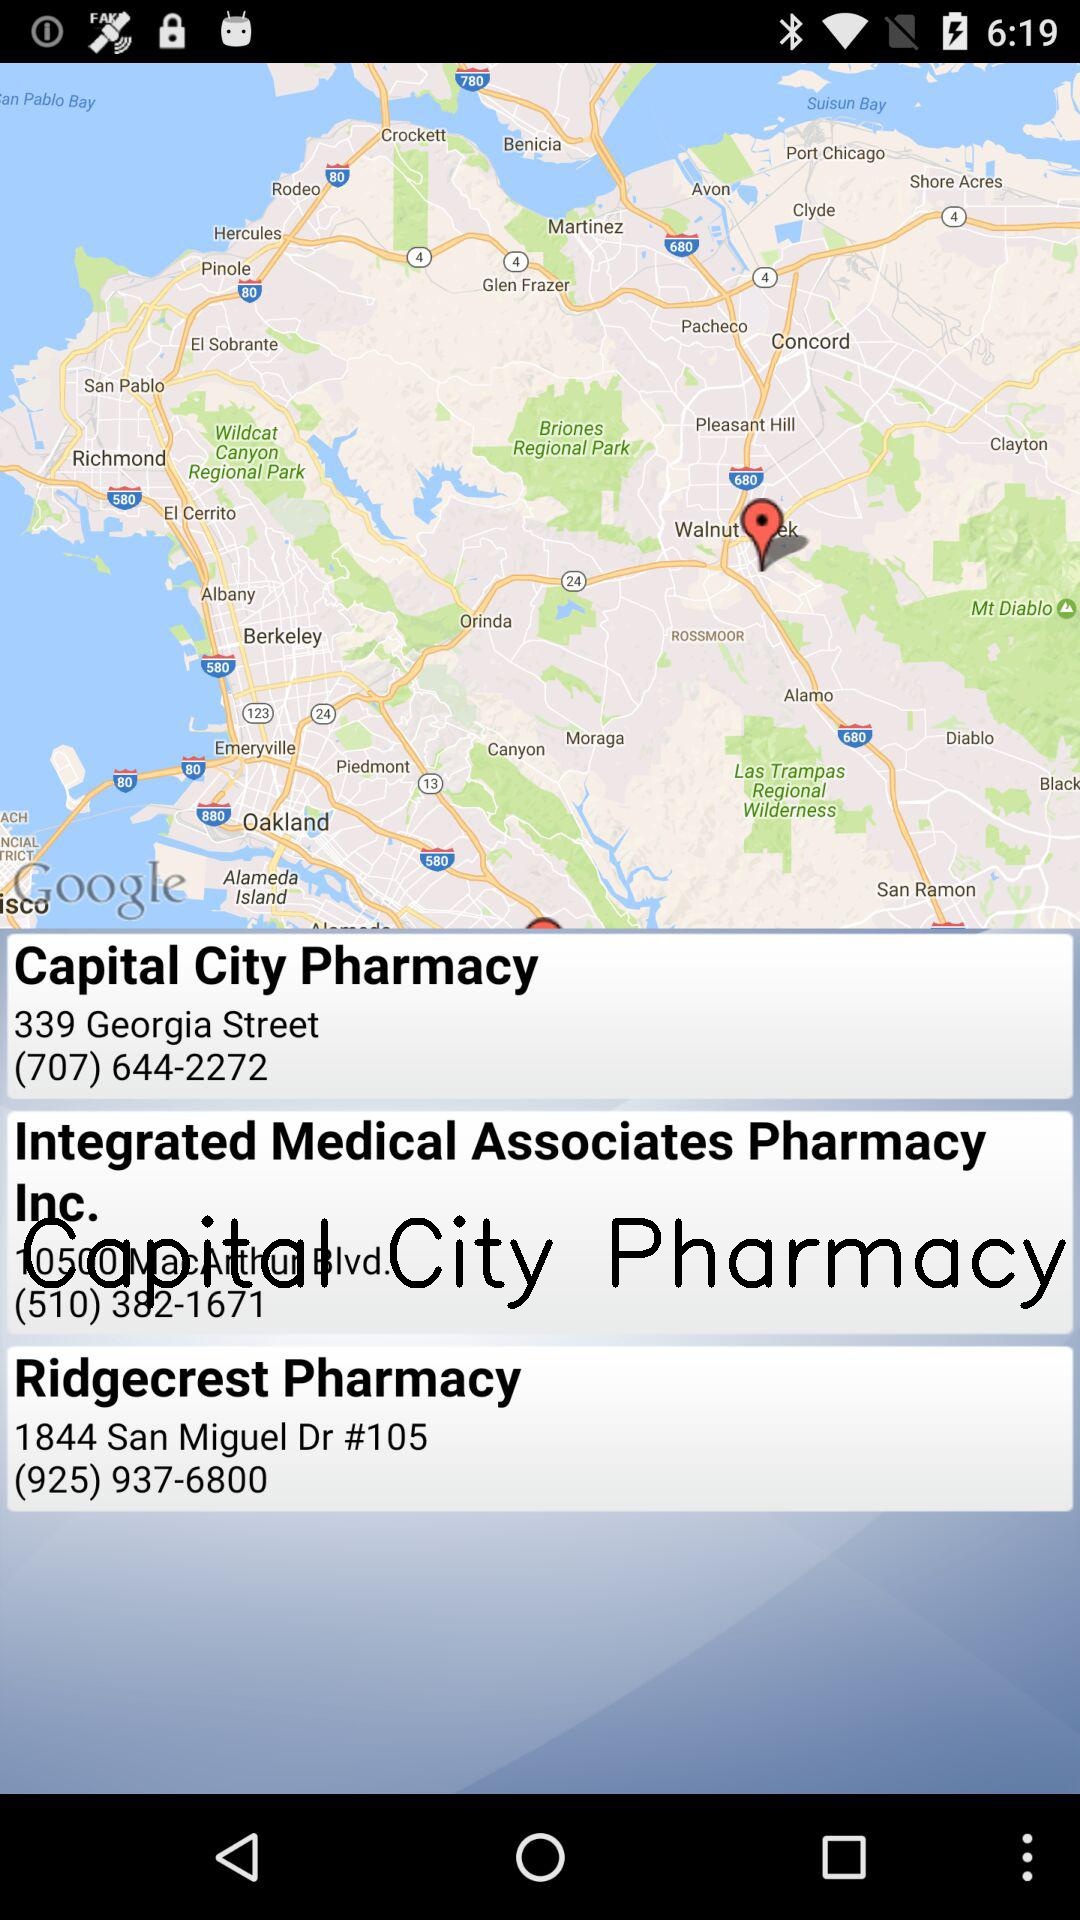 FAK
6:19
780
San Pablo Bay
Suisun Bay
Crockett
Benicia
Port Chicago
80
Rodeo
Avon
Shore Acres
Clyde
4
Martinez
Hercules
680
4
4
Pinole
4
Glen Frazer
80
Pacheco
El Sobrante
Concord
San Pablo
Pleasant Hill
Briones
Regional Park
Wildcat
Canyon
Regional Park
Clayton
Richmond
680
580
El Cerrito
Walnut
ek
24
Albany
Mt Diablo
Orinda
Berkeley
ROSSMOOR
580
Alamo
123
24
680
Emeryville
Canyon
Moraga
Diablo
Piedmont
80
80
13
Las Trampas
Regional
Wilderness
Black
ACH
NCIAL
TRICT
880
Oakland
580
Alameda
Island
San Ramon
Google
isco
Alameda
Capital City Pharmacy
339 Georgia Street
(707) 644-2272
Integrated Medical Associates Pharmacy
Inc.
Capital City Pharmacy
10500 MacArthur Blvd.
(510) 382-1671
Ridgecrest Pharmacy
1844 San Miguel Dr #105
(925) 937-6800